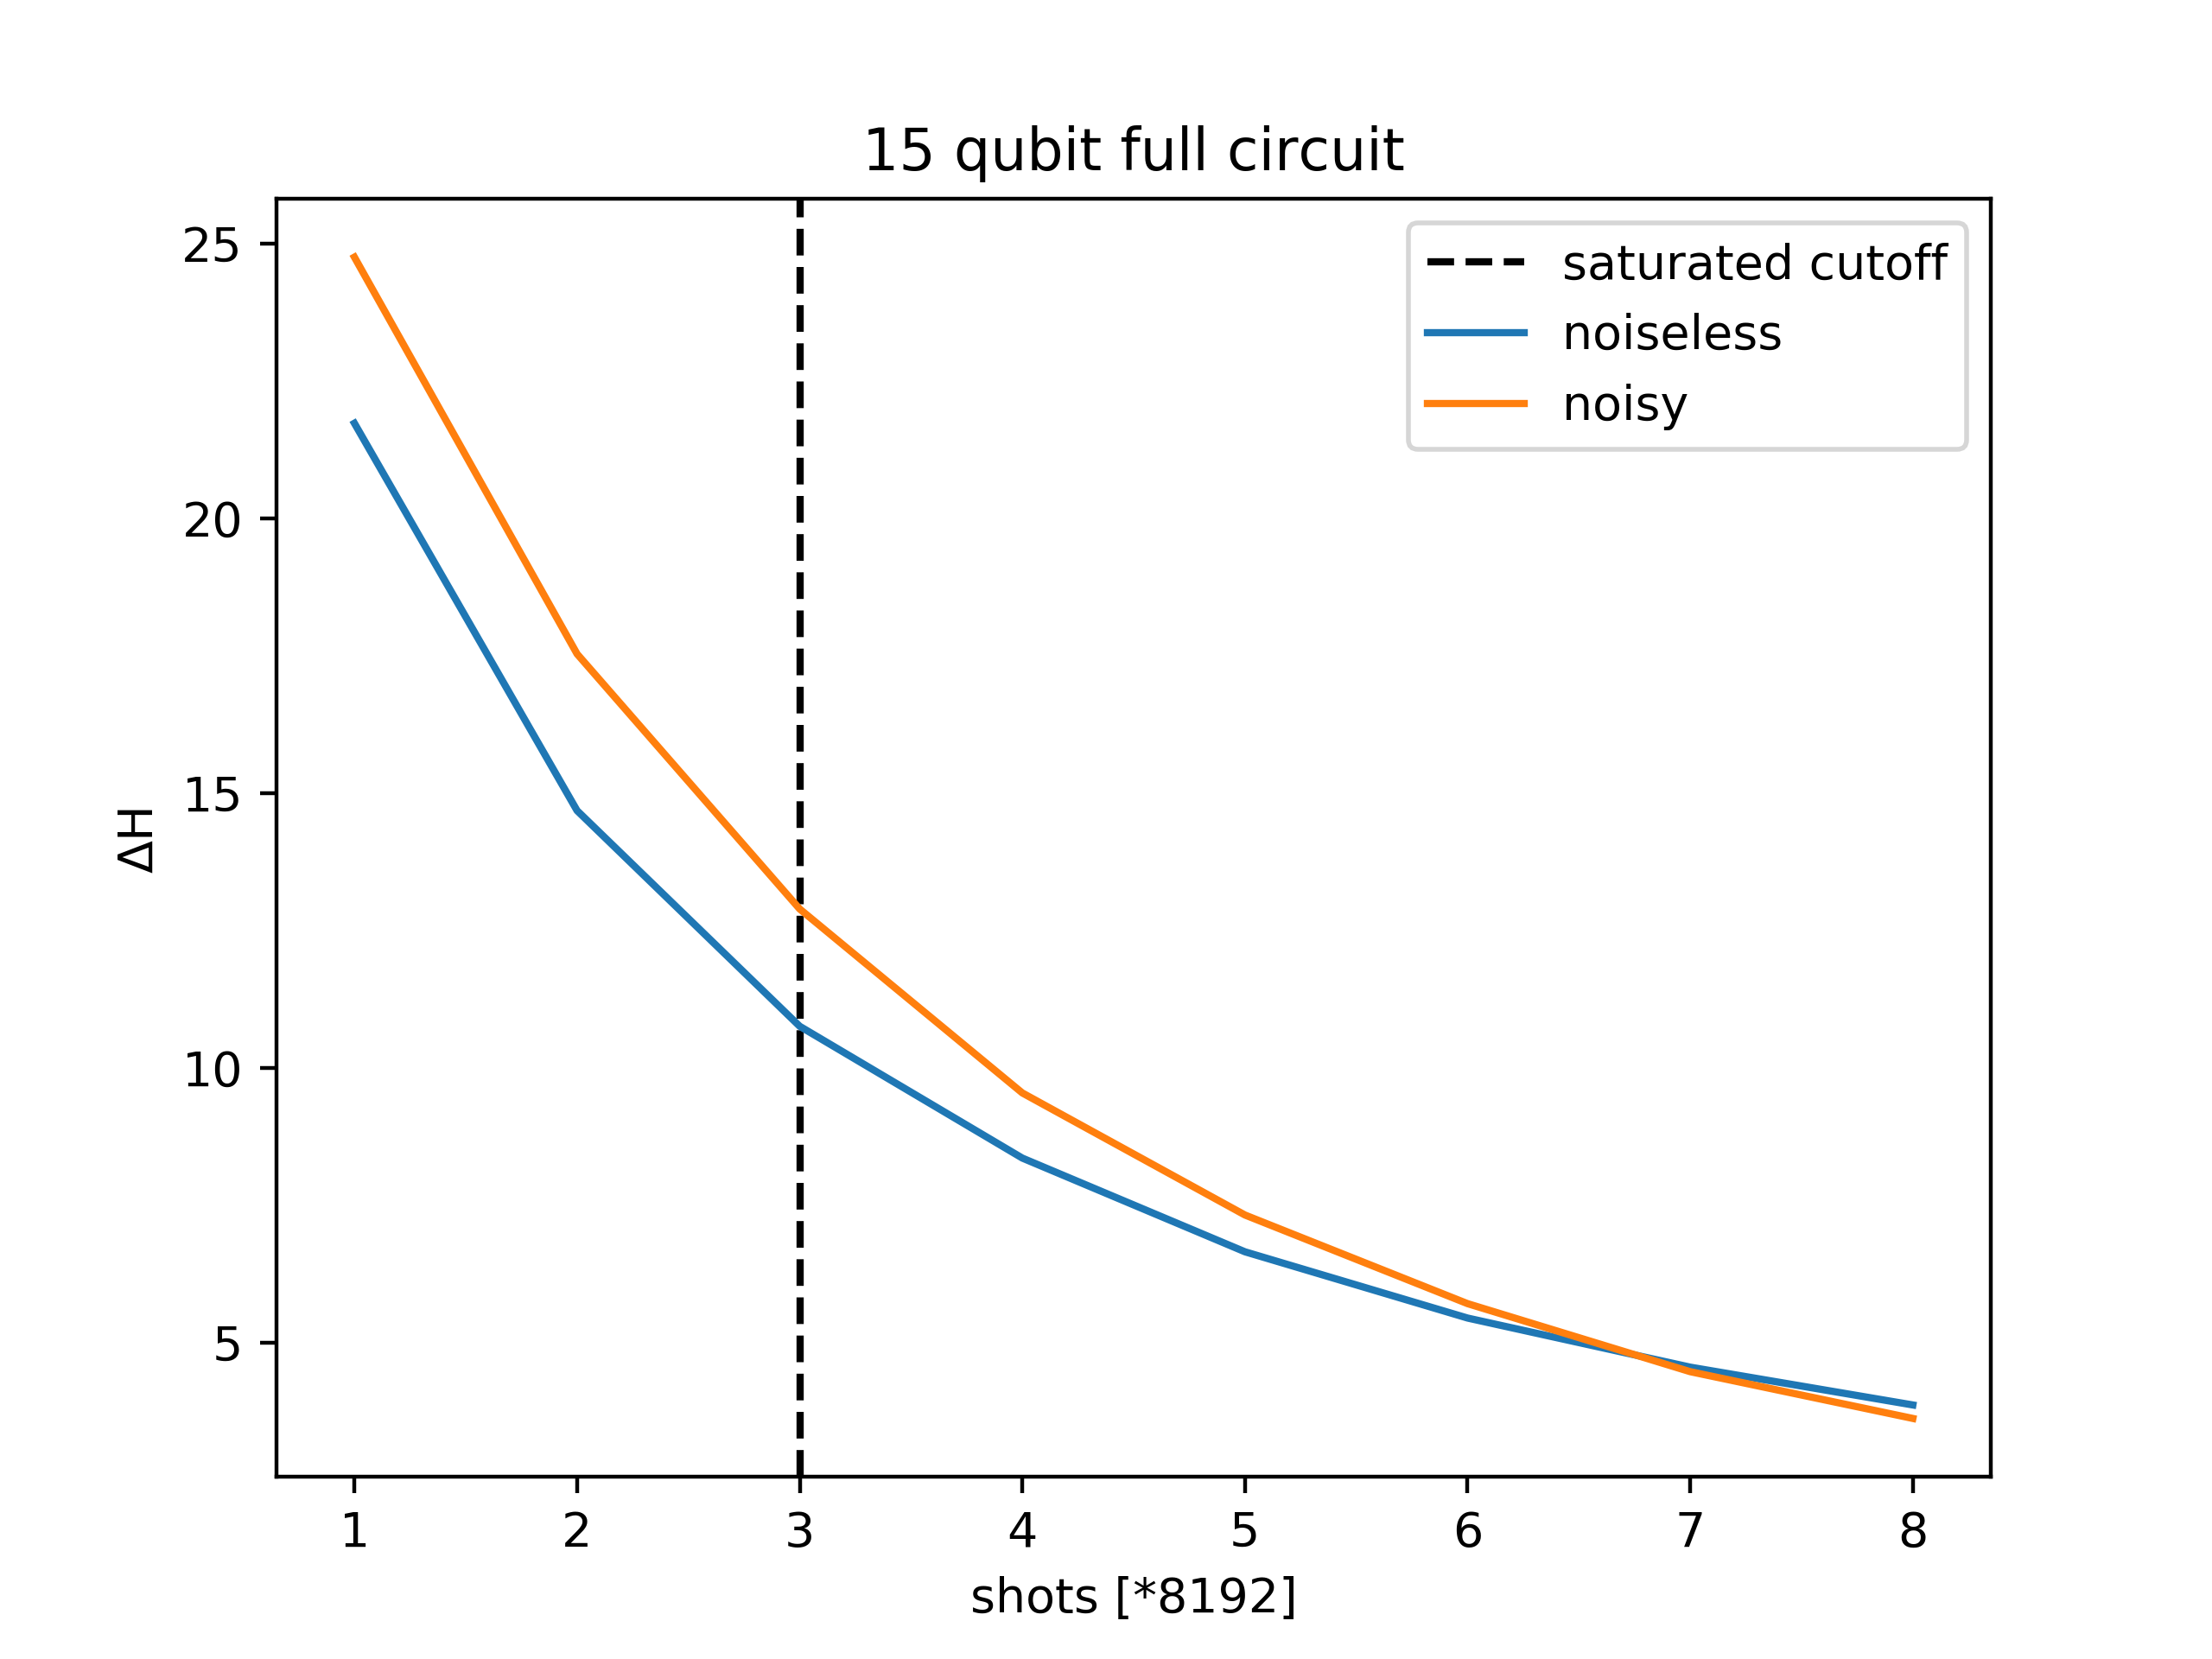 15 qubit full circuit
saturated cutoff
noiseless
noisy
25
20
15
10
5
ΔH
1 2 3 4 5 6 7 8
shots [*8192]